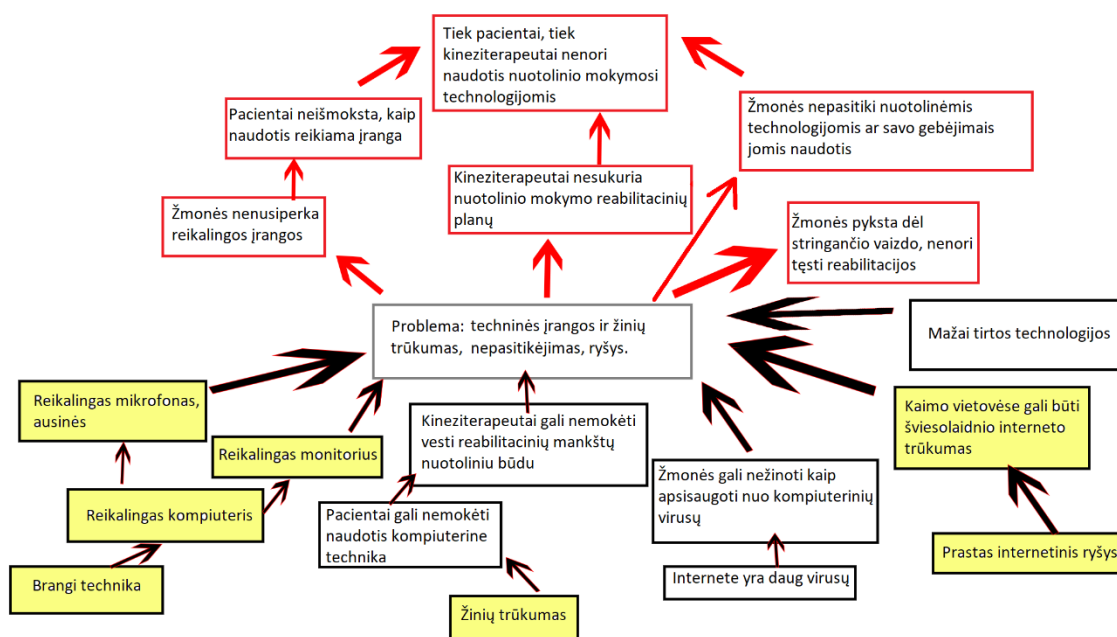 Tiek pacientai, tiek
kineziterapeutai nenori
naudotis nuotolinio mokymosi
technologijomis
Pacientai neišmoksta, kaip
naudotis reikiama įranga
Žmonės nepasitiki nuotolinėmis
technologijomis ar savo gebėjimais
jomis naudotis
Kineziterapeutai nesukuria
nuotolinio mokymo reabilitacinių
planų
Žmonės nenusiperka
reikalingos įrangos
Žmonės pyksta dėl
stringančio vaizdo, nenori
tęsti reabilitacijos
Problema: techninės įrangos ir žinių
trūkumas, nepasitikėjimas, ryšys.
Mažai tirtos technologijos
Reikalingas mikrofonas,
ausinės
Reikalingas monitorius
Kineziterapeutai gali nemokėti
vesti reabilitacinių mankštų
nuotoliniu būdu
Kaimo vietovėse gali būti
šviesolaidnio interneto
trūkumas
Žmonės gali nežinoti kaip
apsisaugoti nuo kompiuterinių
virusų
Reikalingas kompiuteris
Pacientai gali nemokėti
naudotis kompiuterine
technika
Prastas internetinis ryšys
Brangi technika
Internete yra daug virusų
Žinių trūkumas